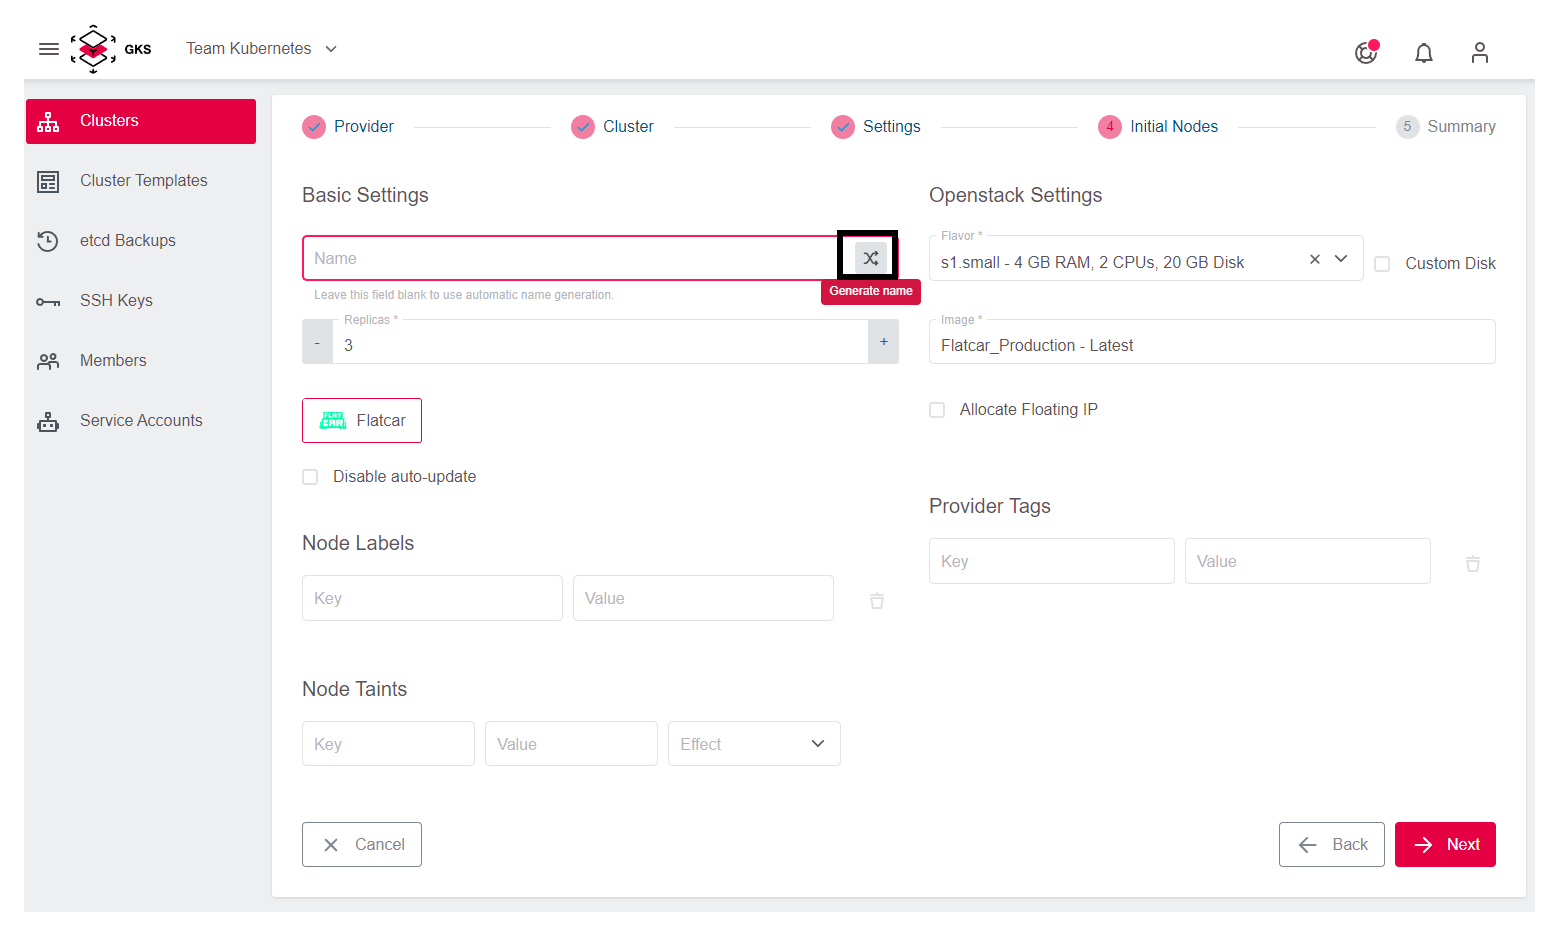 GKS
Team Kubernetes
Clusters
Cluster Templates
etcd Backups
SSH Keys
Members
Service Accounts
Provider
Cluster
Settings
4 Initial Nodes
5 Summary
Basic Settings
Name
Generate name
Leave this field blank to use automatic name generation.
Replicas *
- 3 +
FLAT CAR Flatcar
Disable auto-update
Node Labels
Key Value
Node Taints
Key Value Effect
Openstack Settings
Flavor *
s1.small - 4 GB RAM, 2 CPUs, 20 GB Disk
Custom Disk
Image *
Flatcar_Production - Latest
Allocate Floating IP
Provider Tags
Key Value
Cancel
Back
Next